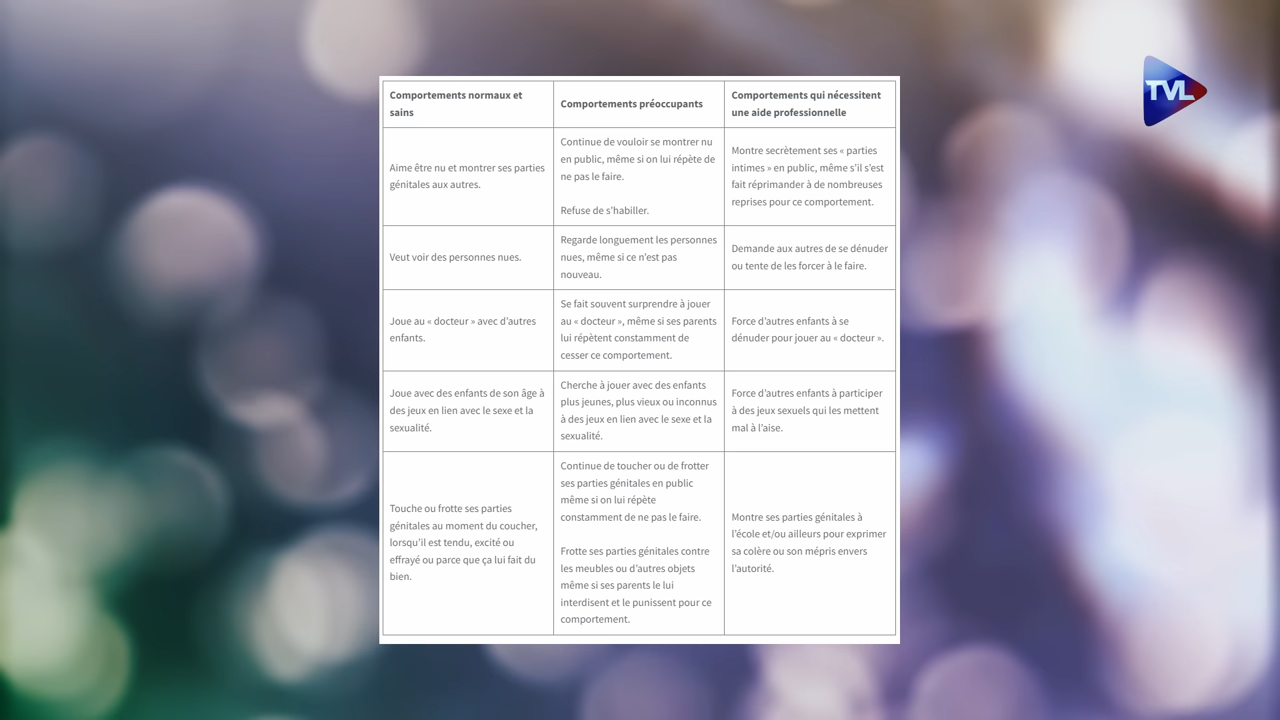 TVL
Comportements normaux et
sains
Comportements préoccupants
Comportements qui nécessitent
une aide professionnelle
Aime être nu et montrer ses parties
génitales aux autres.
Continue de vouloir se montrer nu
en public, même si on lui répète de
ne pas le faire.
Refuse de s'habiller.
Montre secrètement ses « parties
intimes » en public, même s'il s'est
fait réprimander à de nombreuses
reprises pour ce comportement.
Veut voir des personnes nues.
Regarde longuement les personnes
nues, même si ce n'est pas
nouveau.
Demande aux autres de se dénuder
ou tente de les forcer à le faire.
Joue au « docteur » avec d'autres
enfants.
Se fait souvent surprendre à jouer
au « docteur », même si ses parents
lui répètent constamment de
cesser ce comportement.
Force d'autres enfants à se
dénuder pour jouer au « docteur ».
Joue avec des enfants de son âge à
des jeux en lien avec le sexe et la
sexualité.
Cherche à jouer avec des enfants
plus jeunes, plus vieux ou inconnus
à des jeux en lien avec le sexe et la
sexualité.
Force d'autres enfants à participer
à des jeux sexuels qui les mettent
mal à l'aise.
Touche ou frotte ses parties
génitales au moment du coucher,
lorsqu'il est tendu, excité ou
effrayé ou parce que ça lui fait du
bien.
Continue de toucher ou de frotter
ses parties génitales en public
même si on lui répète
constamment de ne pas le faire.
Frotte ses parties génitales contre
les meubles ou d'autres objets
même si ses parents le lui
interdisent et le punissent pour ce
comportement.
Montre ses parties génitales à
l'école et/ou ailleurs pour exprimer
sa colère ou son mépris envers
l'autorité.